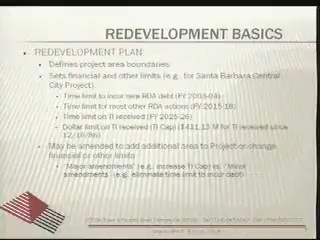 REDEVELOPMENT BASICS
• REDEVELOPMENT PLAN:
• Defines project area boundaries
• Sets financial and other limits (e.g., for Santa Barbara Central
City Project):
• Time limit to incur new RDA debt (FY 2003-04)
• Time limit for most other RDA actions (FY 2015-16)
• Time limit on TI received (FY 2025-26)
• Dollar limit on TI received (TI Cap) ( M for TI received since
• May be amended to add additional area to Project or change
financial or other limits
• "Major amendments" (e.g., increase TI Cap) vs. "Minor
amendments" (e.g., eliminate time limit to incur debt)